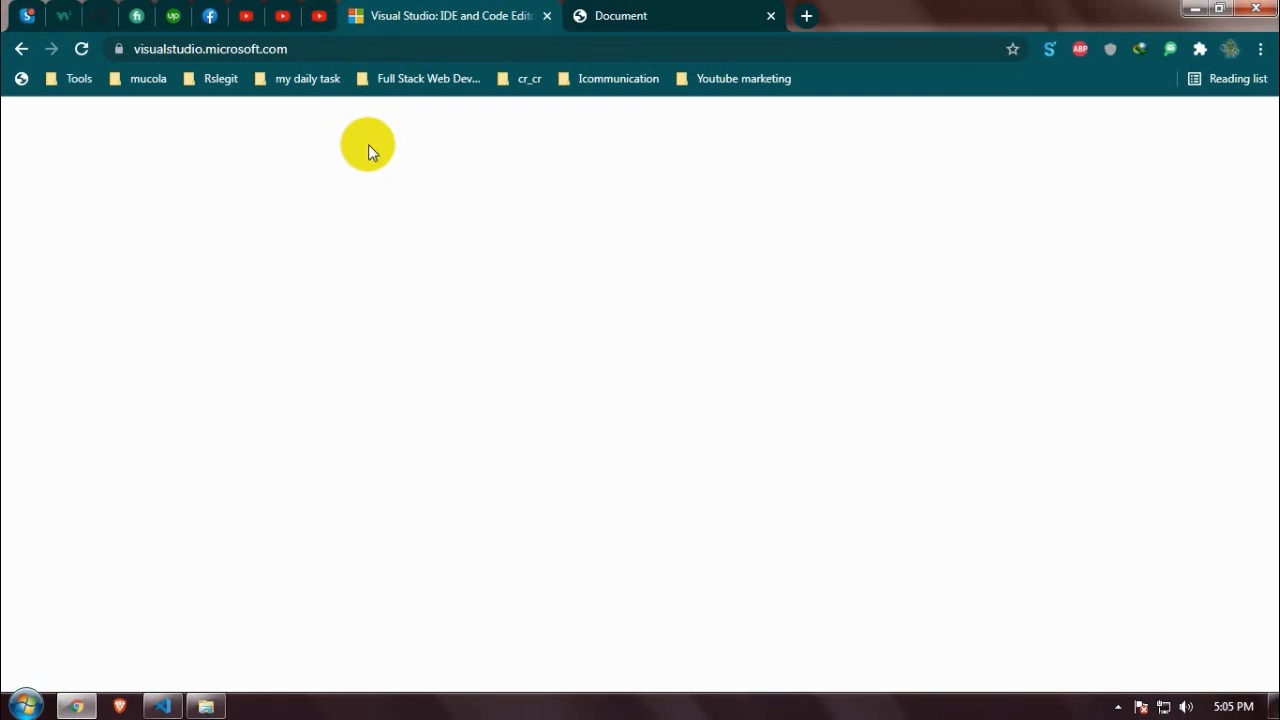 Visual Studio: IDE and Code Edit
Document
visualstudio.microsoft.com
ABP
Tools
mucola
Rslegit
my daily task
Full Stack Web Dev...
cr_cr
Icommunication
Youtube marketing
Reading list
5:05 PM